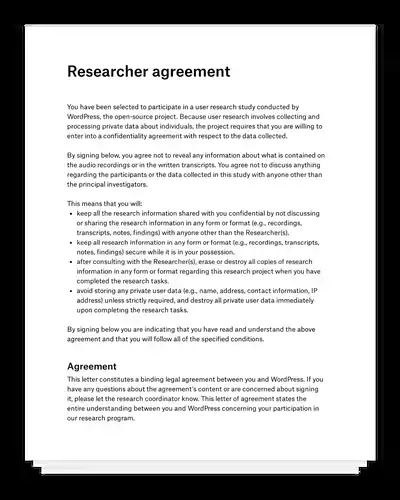 Researcher agreement
You have been selected to participate in a user research study conducted by
WordPress, the open-source project. Because user research involves collecting and
processing private data about individuals, the project requires that you are willing to
enter into a confidentiality agreement with respect to the data collected.
By signing below, you agree not to reveal any information about what is contained on
the audio recordings or in the written transcripts. You agree not to discuss anything
regarding the participants or the data collected in this study with anyone other than
the principal investigators.
This means that you will:
• keep all the research information shared with you confidential by not discussing
or sharing the research information in any form or format (e.g., recordings,
transcripts, notes, findings) with anyone other than the Researcher(s).
• keep all research information in any form or format (e.g., recordings, transcripts,
notes, findings) secure while it is in your possession.
• after consulting with the Researcher(s), erase or destroy all copies of research
information in any form or format regarding this research project when you have
completed the research tasks.
• avoid storing any private user data (e.g., name, address, contact information, IP
address) unless strictly required, and destroy all private user data immediately
upon completing the research tasks.
By signing below you are indicating that you have read and understand the above
agreement and that you will follow all of the specified conditions.
Agreement
This letter constitutes a binding legal agreement between you and WordPress. If you
have any questions about the agreement's content or are concerned about signing
it, please let the research coordinator know. This letter of agreement states the
entire understanding between you and WordPress concerning your participation in
our research program.